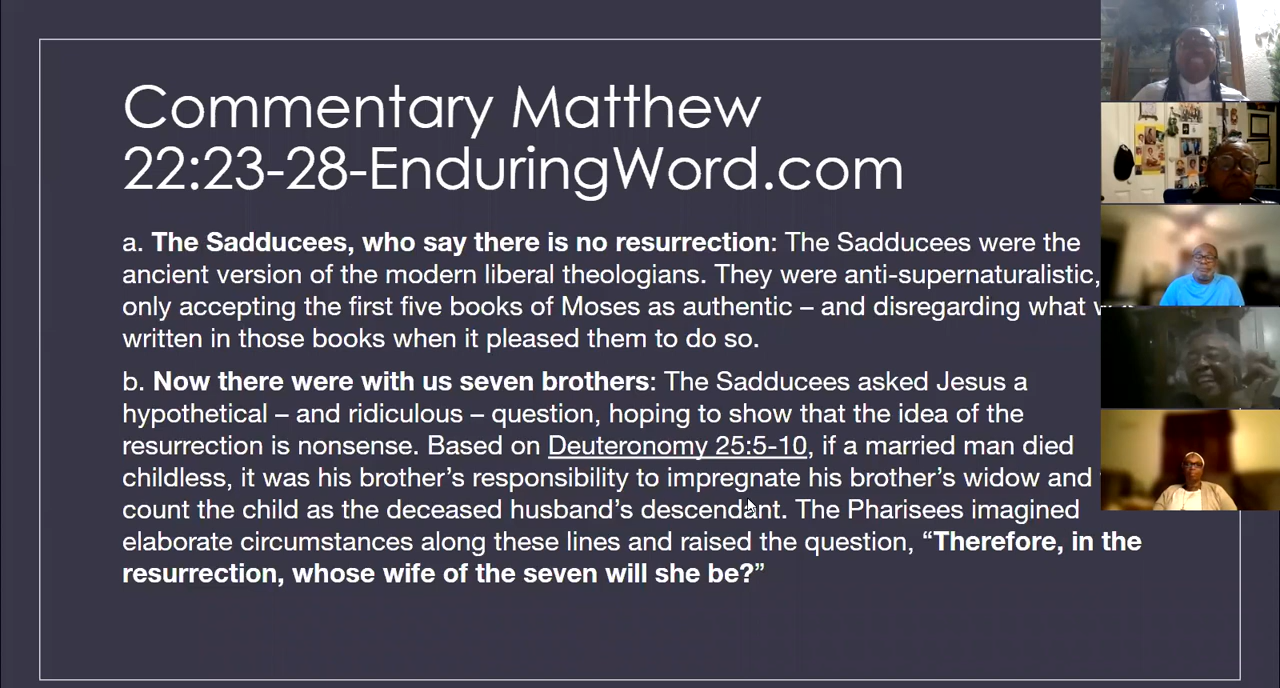 Commentary Matthew
22:23-28-EnduringWord.com
a. The Sadducees, who say there is no resurrection: The Sadducees were the
ancient version of the modern liberal theologians. They were anti-supernaturalistic,
only accepting the first five books of Moses as authentic – and disregarding what
written in those books when it pleased them to do so.
b. Now there were with us seven brothers: The Sadducees asked Jesus a
hypothetical – and ridiculous – question, hoping to show that the idea of the
resurrection is nonsense. Based on Deuteronomy 25:5-10, if a married man died
childless, it was his brother’s responsibility to impregnate his brother’s widow and
count the child as the deceased husband’s descendant. The Pharisees imagined
elaborate circumstances along these lines and raised the question, “Therefore, in the
resurrection, whose wife of the seven will she be?”